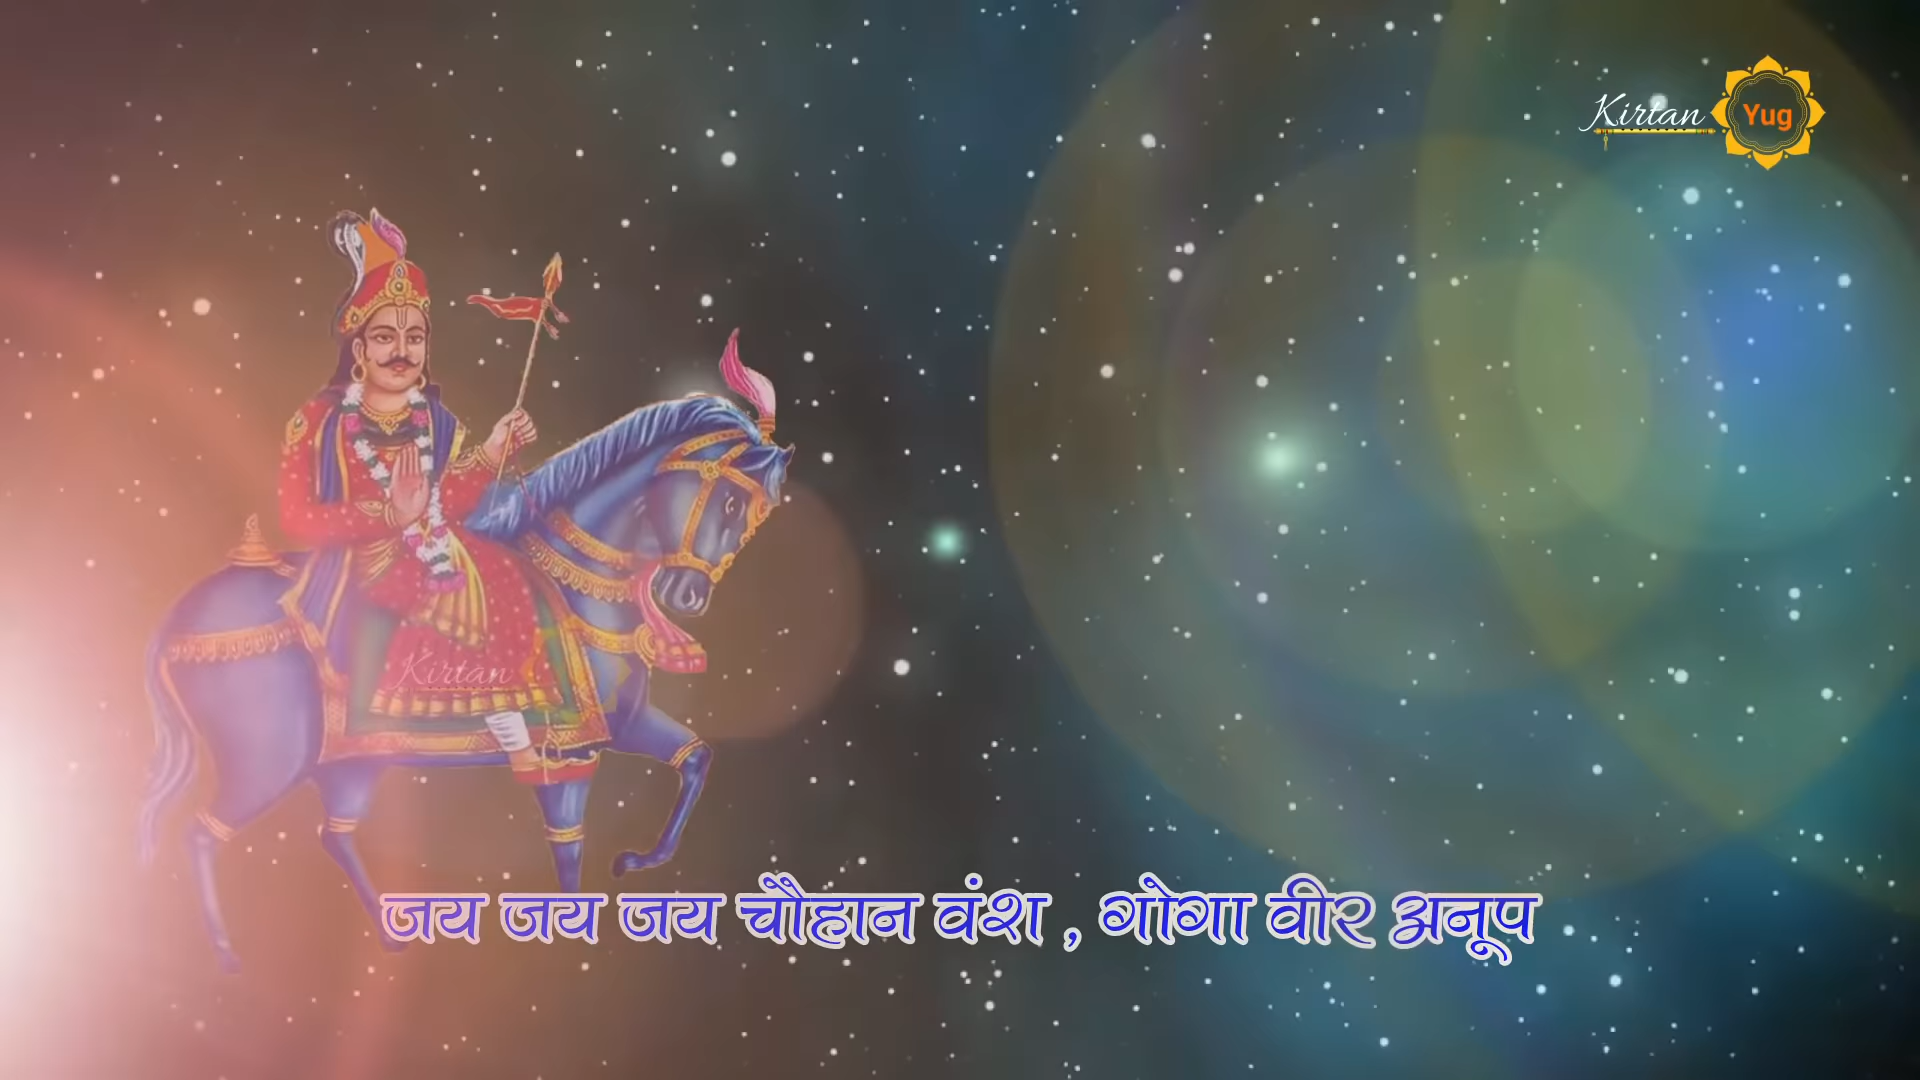 Kirtan Yug
Kirtan
जय जय जय चौहान वंश , गोगा वीर अनूप